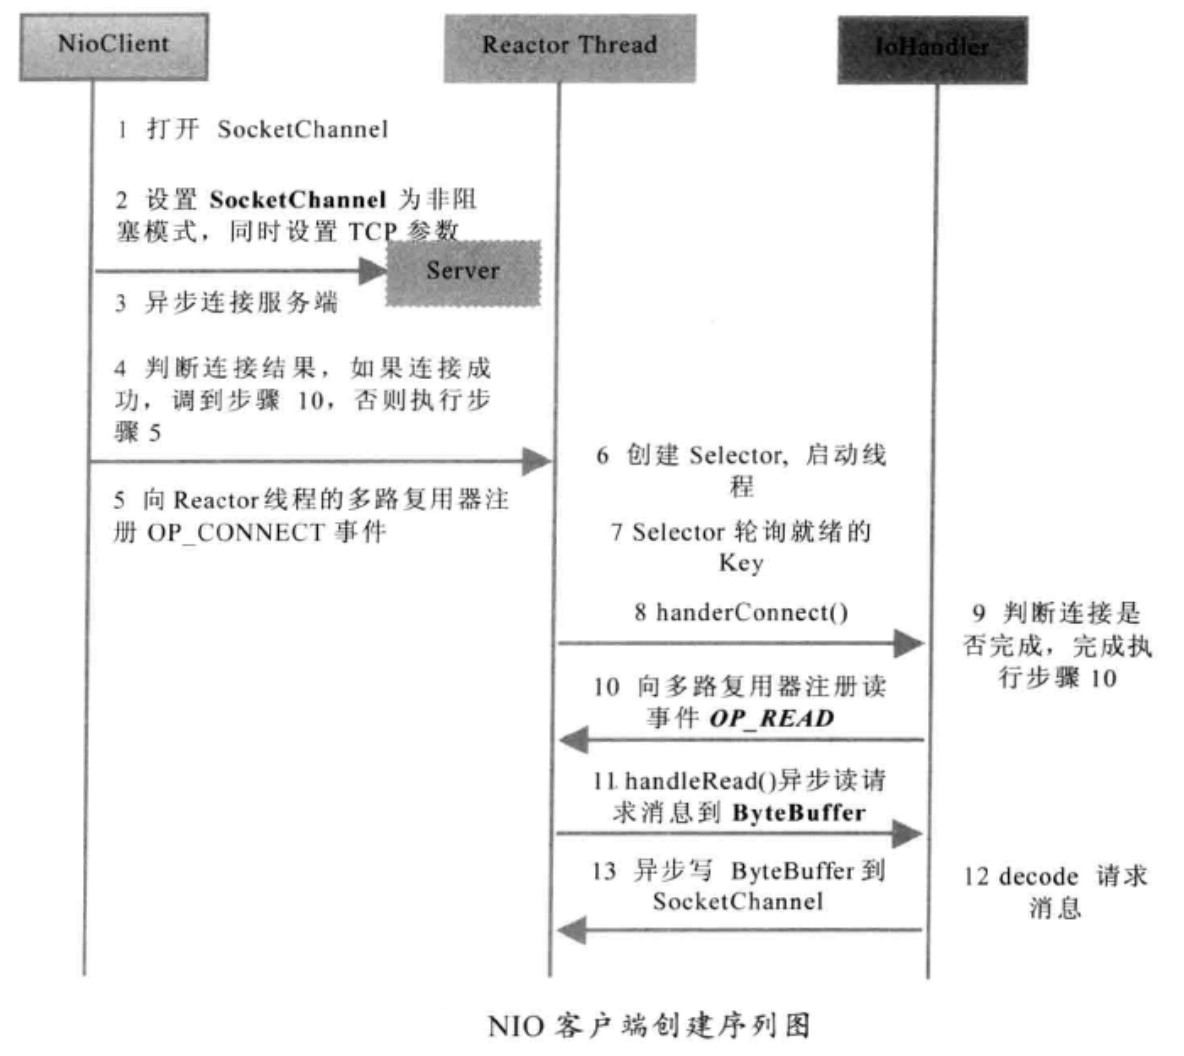 NioClient
Reactor Thread
IoHandler
1 打开 SocketChannel
2 设置 SocketChannel 为非阻
塞模式，同时设置 TCP 参数
Server
3 异步连接服务端
4 判断连接结果，如果连接成
功，调到步骤 10，否则执行步
骤 5
5 向 Reactor 线程的多路复用器注
册 OP_CONNECT 事件
6 创建 Selector, 启动线
程
7 Selector 轮询就绪的
Key
8 handerConnect()
9 判断连接是
否完成，完成执
行步骤 10
10 向多路复用器注册读
事件 OP_READ
11 handleRead()异步读请
求消息到 ByteBuffer
12 decode 请求
消息
13 异步写 ByteBuffer 到
SocketChannel
NIO 客户端创建序列图